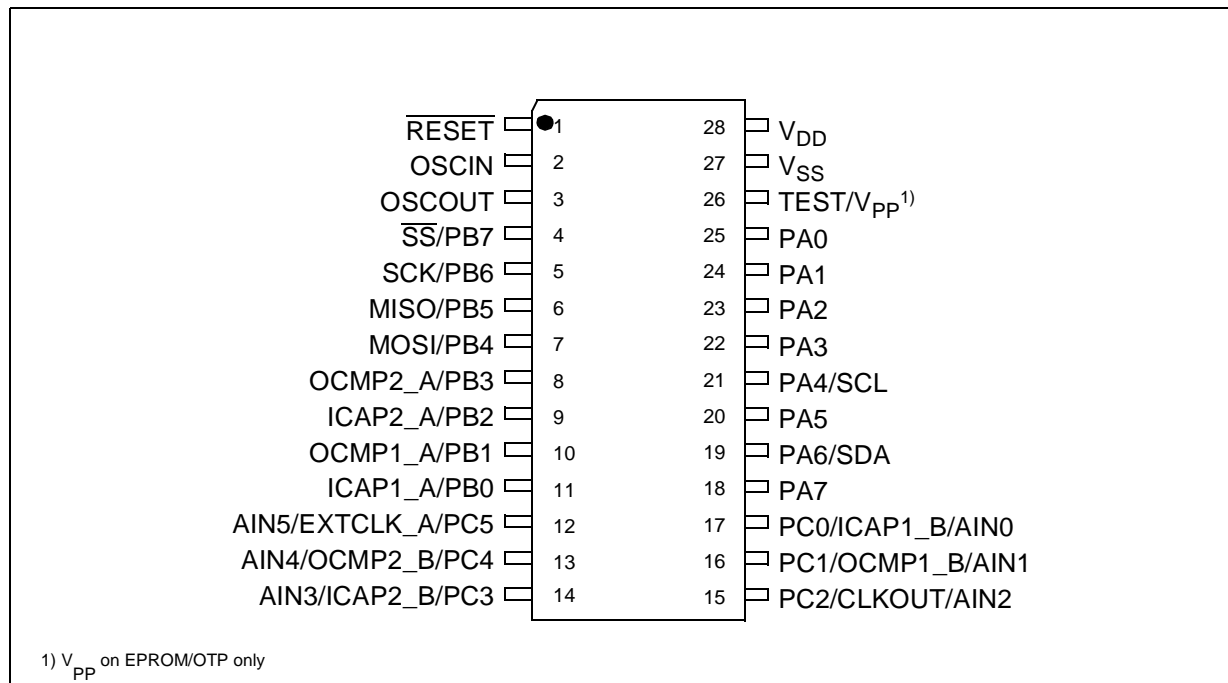 RESET 1 28 VDD
OSCIN 2 27 VSS
OSCOUT 3 26 TEST/VPP1)
SS/PB7 4 25 PA0
SCK/PB6 5 24 PA1
MISO/PB5 6 23 PA2
MOSI/PB4 7 22 PA3
OCMP2_A/PB3 8 21 PA4/SCL
ICAP2_A/PB2 9 20 PA5
OCMP1_A/PB1 10 19 PA6/SDA
ICAP1_A/PB0 11 18 PA7
AIN5/EXTCLK_A/PC5 12 17 PC0/ICAP1_B/AIN0
AIN4/OCMP2_B/PC4 13 16 PC1/OCMP1_B/AIN1
AIN3/ICAP2_B/PC3 14 15 PC2/CLKOUT/AIN2
1) VPP on EPROM/OTP only